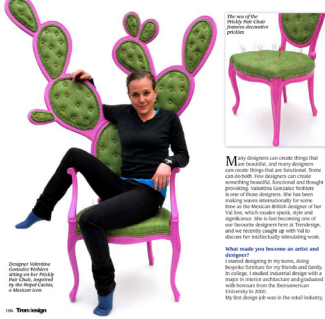 The sea of the
Prickly Pair Chair
features decorative
prickles
Many designers can create things that
are beautiful, and many designers
can create things that are functional. Some
can do both. Few designers can create
something beautiful, functional and thought
provoking. Valentina Gonzalez Wohlers
is one of those designers. She has been
making waves internationally for some
time as the Mexican-British designer of her
Val line, which exudes spunk, style and
significance. She is fast becoming one of
our favourite designers here at Trendesign,
and we recently caught up with Val to
discuss her intellectually stimulating work.
What made you become an artist and
designer?
I started designing in my teens, doing
bespoke furniture for my friends and family.
In college, I studied industrial design with a
major in interior architecture and graduated
with honours from the Iberoamerican
University in 2000.
My first design job was in the retail industry,
Designer Valentina
Gonzalez Wohlers
sitting on her Prickly
Pair Chair, inspired
by the Nopal Cactus,
a Mexican icon
106 Trendesign